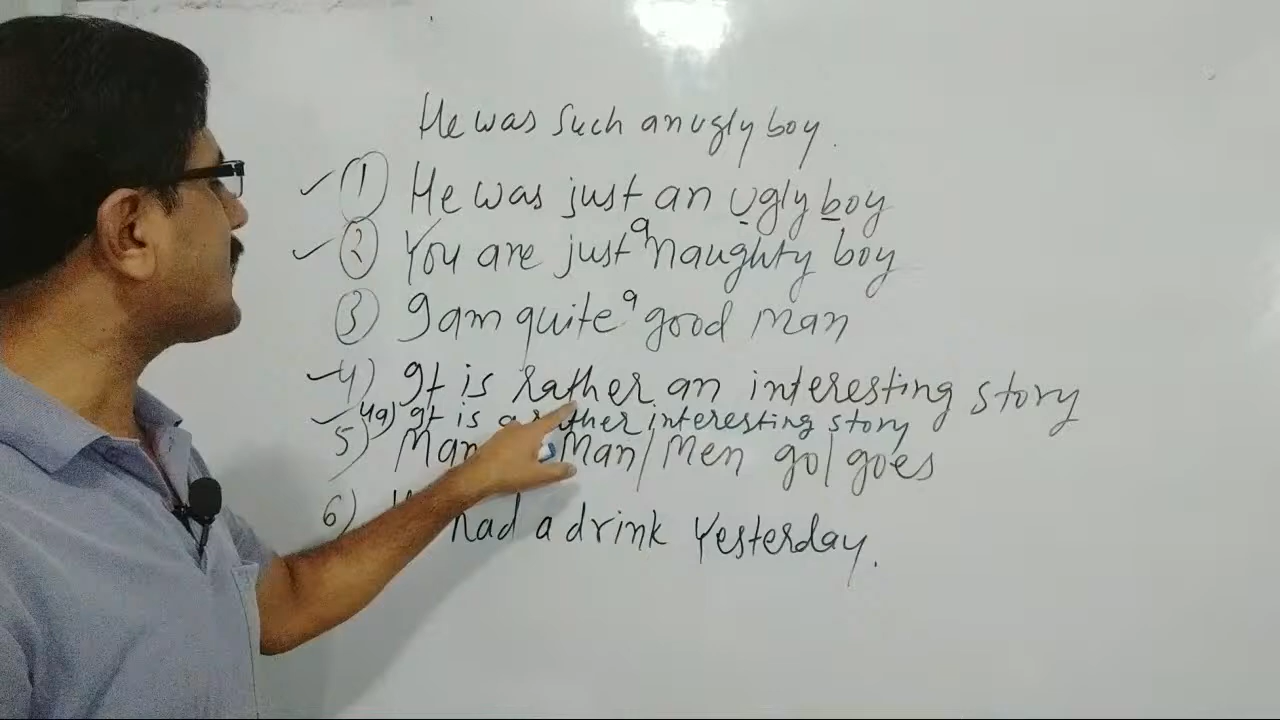 He was such an ugly boy.
① He was just an ugly boy
② You are just a naughty boy
③ I am quite a good man
4) It is rather an interesting story
4a) It is a rather interesting story
5) Man/Men go/goes
6) had a drink yesterday.